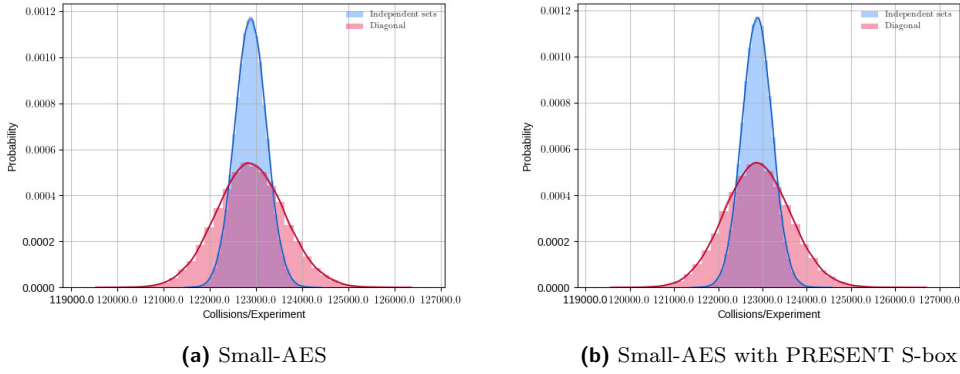 Independent sets
Diagonal
0.0012
0.0010
0.0008
0.0006
0.0004
0.0002
0.0000
Probability
119000.0 120000.0 121000.0 122000.0 123000.0 124000.0 125000.0 126000.0 127000.0
Collisions/Experiment
(a) Small-AES
Independent sets
Diagonal
0.0012
0.0010
0.0008
0.0006
0.0004
0.0002
0.0000
Probability
119000.0 120000.0 121000.0 122000.0 123000.0 124000.0 125000.0 126000.0 127000.0
Collisions/Experiment
(b) Small-AES with PRESENT S-box